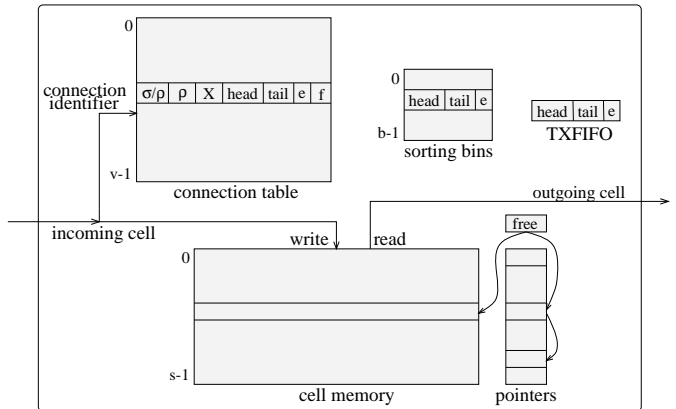 0
connection
identifier
σ/ρ ρ X head tail e f
v-1
connection table
0
head tail e
b-1
sorting bins
head tail e
TXFIFO
outgoing cell
incoming cell
write read
free
0
s-1
cell memory
pointers